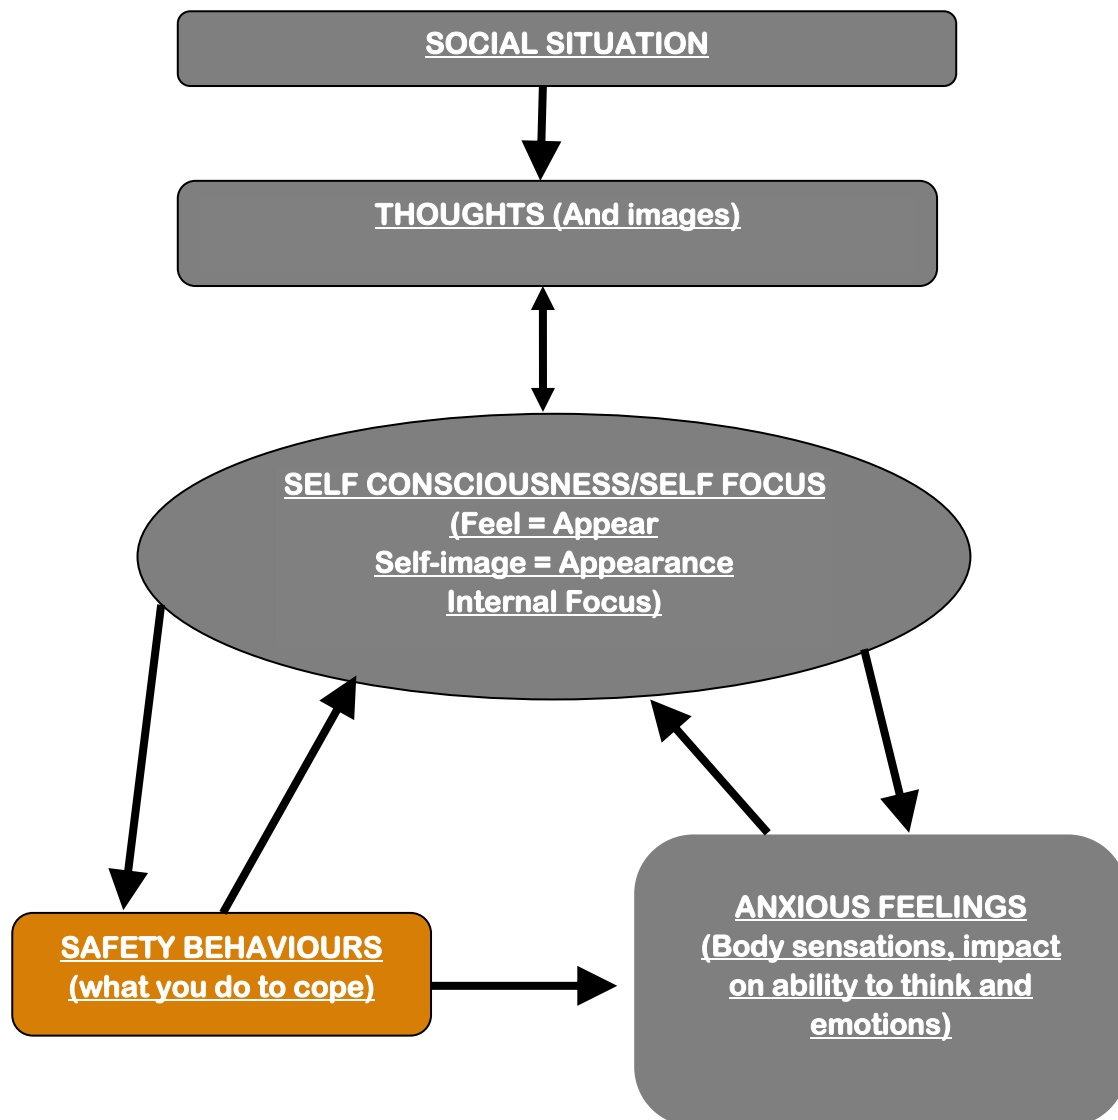 SOCIAL SITUATION
THOUGHTS (And images)
SELF CONSCIOUSNESS/SELF FOCUS
(Feel = Appear
Self-image = Appearance
Internal Focus)
SAFETY BEHAVIOURS
(what you do to cope)
ANXIOUS FEELINGS
(Body sensations, impact
on ability to think and
emotions)